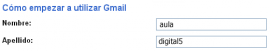 Cómo empezar a utilizar Gmail
Nombre: aula
Apellido: digital5